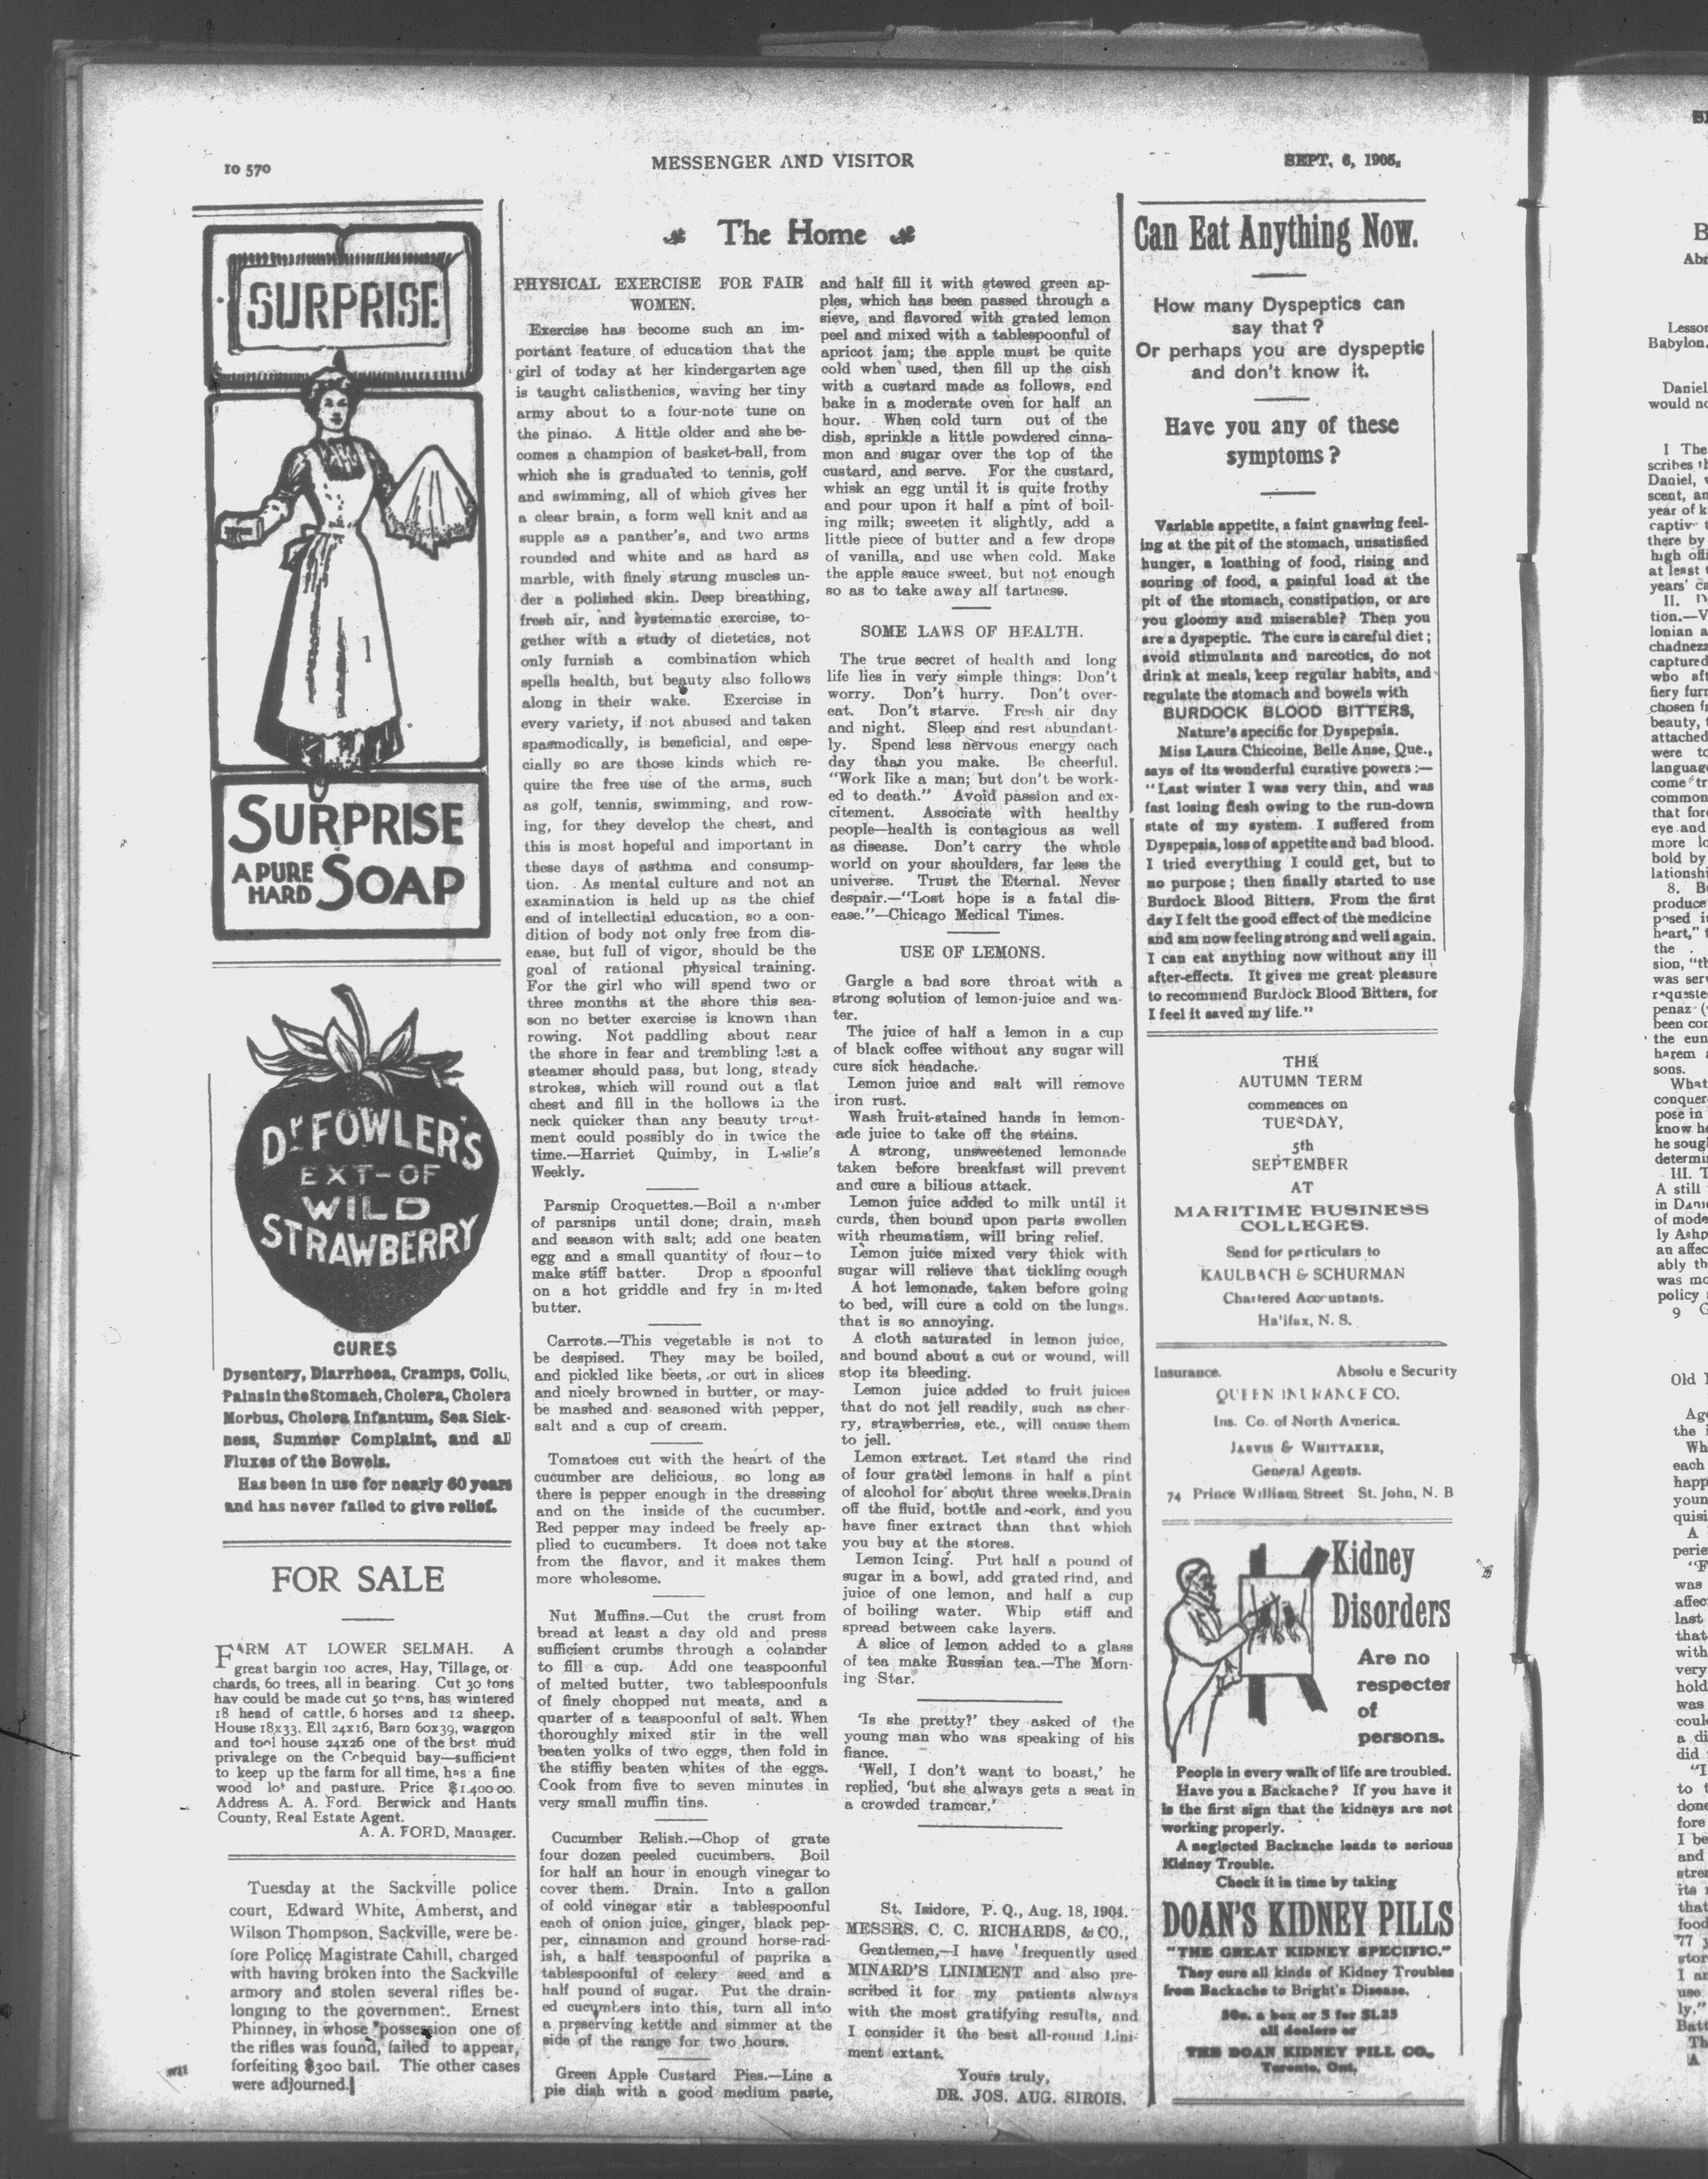 10 570
MESSENGER AND VISITOR
SEPT. 6, 1905.
SURPRISE
SURPRISE
A PURE HARD SOAP
Dr FOWLER'S
EXT-OF
WILD
STRAWBERRY
CURES
Dysentery, Diarrhoea, Cramps, Colic,
Pains in the Stomach, Cholera, Cholera
Morbus, Cholera Infantum, Sea Sick-
ness, Summer Complaint, and all
Fluxes of the Bowels.
Has been in use for nearly 60 years
and has never failed to give relief.
FOR SALE
FARM AT LOWER SELMAH. A
great bargin 100 acres, Hay, Tillage, or-
chards, 60 trees, all in bearing. Cut 30 tons
hay could be made cut 50 tons, has wintered
18 head of cattle, 6 horses and 12 sheep.
House 18x33, Ell 24x16, Barn 60x39, waggon
and tool house 24x26 one of the best mud
privalege on the Cobequid bay—sufficient
to keep up the farm for all time, has a fine
wood lot and pasture. Price $1.400 00.
Address A. A. Ford. Berwick and Hants
County, Real Estate Agent.
A. A. FORD, Manager.
Tuesday at the Sackville police
court, Edward White, Amherst, and
Wilson Thompson, Sackville, were be-
fore Police Magistrate Cahill, charged
with having broken into the Sackville
armory and stolen several rifles be-
longing to the government. Ernest
Phinney, in whose possession one of
the rifles was found, failed to appear,
forfeiting $300 bail. The other cases
were adjourned.
The Home
PHYSICAL EXERCISE FOR FAIR
WOMEN.
Exercise has become such an im-
portant feature of education that the
girl of today at her kindergarten age
is taught calisthenics, waving her tiny
army about to a four-note tune on
the pinao. A little older and she be-
comes a champion of basket-ball, from
which she is graduated to tennis, golf
and swimming, all of which gives her
a clear brain, a form well knit and as
supple as a panther's, and two arms
rounded and white and as hard as
marble, with finely strung muscles un-
der a polished skin. Deep breathing,
fresh air, and systematic exercise, to-
gether with a study of dietetics, not
only furnish a combination which
spells health, but beauty also follows
along in their wake. Exercise in
every variety, if not abused and taken
spasmodically, is beneficial, and espe-
cially so are those kinds which re-
quire the free use of the arms, such
as golf, tennis, swimming, and row-
ing, for they develop the chest, and
this is most hopeful and important in
these days of asthma and consump-
tion. As mental culture and not an
examination is held up as the chief
end of intellectial education, so a con-
dition of body not only free from dis-
ease, but full of vigor, should be the
goal of rational physical training.
For the girl who will spend two or
three months at the shore this sea-
son no better exercise is known than
rowing. Not paddling about near
the shore in fear and trembling lest a
steamer should pass, but long, steady
strokes, which will round out a flat
chest and fill in the hollows in the
neck quicker than any beauty treat-
ment could possibly do in twice the
time.—Harriet Quimby, in Leslie's
Weekly.
Parsnip Croquettes.—Boil a number
of parsnips until done; drain, mash
and season with salt; add one beaten
egg and a small quantity of flour—to
make stiff batter. Drop a spoonful
on a hot griddle and fry in melted
butter.
Carrots.—This vegetable is not to
be despised. They may be boiled,
and pickled like beets, or cut in slices
and nicely browned in butter, or may-
be mashed and seasoned with pepper,
salt and a cup of cream.
Tomatoes cut with the heart of the
cucumber are delicious, so long as
there is pepper enough in the dressing
and on the inside of the cucumber.
Red pepper may indeed be freely ap-
plied to cucumbers. It does not take
from the flavor, and it makes them
more wholesome.
Nut Muffins.—Cut the crust from
bread at least a day old and press
sufficient crumbs through a colander
to fill a cup. Add one teaspoonful
of melted butter, two tablespoonfuls
of finely chopped nut meats, and a
quarter of a teaspoonful of salt. When
thoroughly mixed stir in the well
beaten yolks of two eggs, then fold in
the stiffiy beaten whites of the eggs.
Cook from five to seven minutes in
very small muffin tins.
Cucumber Relish.—Chop of grate
four dozen peeled cucumbers. Boil
for half an hour in enough vinegar to
cover them. Drain. Into a gallon
of cold vinegar stir a tablespoonful
each of onion juice, ginger, black pep-
per, cinnamon and ground horse-rad-
ish, a half teaspoonful of paprika a
tablespoonful of celery seed and a
half pound of sugar. Put the drain-
ed cucumbers into this, turn all into
a preserving kettle and simmer at the
side of the range for two hours.
Green Apple Custard Pies.—Line a
pie dish with a good medium paste,
and half fill it with stewed green ap-
ples, which has been passed through a
sieve, and flavored with grated lemon
peel and mixed with a tablespoonful of
apricot jam; the apple must be quite
cold when used, then fill up the dish
with a custard made as follows, and
bake in a moderate oven for half an
hour. When cold turn out of the
dish, sprinkle a little powdered cinna-
mon and sugar over the top of the
custard, and serve. For the custard,
whisk an egg until it is quite frothy
and pour upon it half a pint of boil-
ing milk; sweeten it slightly, add a
little piece of butter and a few drops
of vanilla, and use when cold. Make
the apple sauce sweet, but not enough
so as to take away all tartness.
SOME LAWS OF HEALTH.
The true secret of health and long
life lies in very simple things: Don't
worry. Don't hurry. Don't over-
eat. Don't starve. Fresh air day
and night. Sleep and rest abundant-
ly. Spend less nervous energy each
day than you make. Be cheerful.
"Work like a man; but don't be work-
ed to death." Avoid passion and ex-
citement. Associate with healthy
people—health is contagious as well
as disease. Don't carry the whole
world on your shoulders, far less the
universe. Trust the Eternal. Never
despair.—"Lost hope is a fatal dis-
ease."—Chicago Medical Times.
USE OF LEMONS.
Gargle a bad sore throat with a
strong solution of lemon-juice and wa-
ter.
The juice of half a lemon in a cup
of black coffee without any sugar will
cure sick headache.
Lemon juice and salt will remove
iron rust.
Wash fruit-stained hands in lemon-
ade juice to take off the stains.
A strong, unsweetened lemonade
taken before breakfast will prevent
and cure a bilious attack.
Lemon juice added to milk until it
curds, then bound upon parts swollen
with rheumatism, will bring relief.
Lemon juice mixed very thick with
sugar will relieve that tickling cough
A hot lemonade, taken before going
to bed, will cure a cold on the lungs.
that is so annoying.
A cloth saturated in lemon juice,
and bound about a cut or wound, will
stop its bleeding.
Lemon juice added to fruit juices
that do not jell readily, such as cher-
ry, strawberries, etc., will cause them
to jell.
Lemon extract. Let stand the rind
of four grated lemons in half a pint
of alcohol for about three weeks.Drain
off the fluid, bottle and cork, and you
have finer extract than that which
you buy at the stores.
Lemon Icing. Put half a pound of
sugar in a bowl, add grated rind, and
juice of one lemon, and half a cup
of boiling water. Whip stiff and
spread between cake layers.
A slice of lemon added to a glass
of tea make Russian tea.—The Morn-
ing Star.
'Is she pretty?' they asked of the
young man who was speaking of his
fiance.
'Well, I don't want to boast,' he
replied, 'but she always gets a seat in
a crowded tramcar.'
St. Isidore, P. Q., Aug. 18, 1904.
MESSRS. C. C. RICHARDS, & CO.,
Gentlemen,—I have frequently used
MINARD'S LINIMENT and also pre-
scribed it for my patients always
with the most gratifying results, and
I consider it the best all-round Lini-
ment extant.
Yours truly,
DR. JOS. AUG. SIROIS.
Can Eat Anything Now.
How many Dyspeptics can
say that?
Or perhaps you are dyspeptic
and don't know it.
Have you any of these
symptoms?
Variable appetite, a faint gnawing feel-
ing at the pit of the stomach, unsatisfied
hunger, a loathing of food, rising and
souring of food, a painful load at the
pit of the stomach, constipation, or are
you gloomy and miserable? Then you
are a dyspeptic. The cure is careful diet;
avoid stimulants and narcotics, do not
drink at meals, keep regular habits, and
regulate the stomach and bowels with
BURDOCK BLOOD BITTERS,
Nature's specific for Dyspepsia.
Miss Laura Chicoine, Belle Anse, Que.,
says of its wonderful curative powers:—
"Last winter I was very thin, and was
fast losing flesh owing to the run-down
state of my system. I suffered from
Dyspepsia, loss of appetite and bad blood.
I tried everything I could get, but to
no purpose; then finally started to use
Burdock Blood Bitters. From the first
day I felt the good effect of the medicine
and am now feeling strong and well again.
I can eat anything now without any ill
after-effects. It gives me great pleasure
to recommend Burdock Blood Bitters, for
I feel it saved my life."
THE
AUTUMN TERM
commences on
TUESDAY,
5th
SEPTEMBER
AT
MARITIME BUSINESS
COLLEGES.
Send for particulars to
KAULBACH & SCHURMAN
Chartered Accountants.
Halifax, N. S.
Insurance. Absolu e Security
QUEEN INSURANCE CO.
Ins. Co. of North America.
JARVIS & WHITTAKER,
General Agents.
74 Prince William Street St. John, N. B
Kidney
Disorders
Are no
respecter
of
persons.
People in every walk of life are troubled.
Have you a Backache? If you have it
is the first sign that the kidneys are not
working properly.
A neglected Backache leads to serious
Kidney Trouble.
Check it in time by taking
DOAN'S KIDNEY PILLS
"THE GREAT KIDNEY SPECIFIC."
They cure all kinds of Kidney Troubles
from Backache to Bright's Disease.
50c. a box or 3 for $1.25
all dealers or
THE DOAN KIDNEY PILL CO.,
Toronto, Ont.